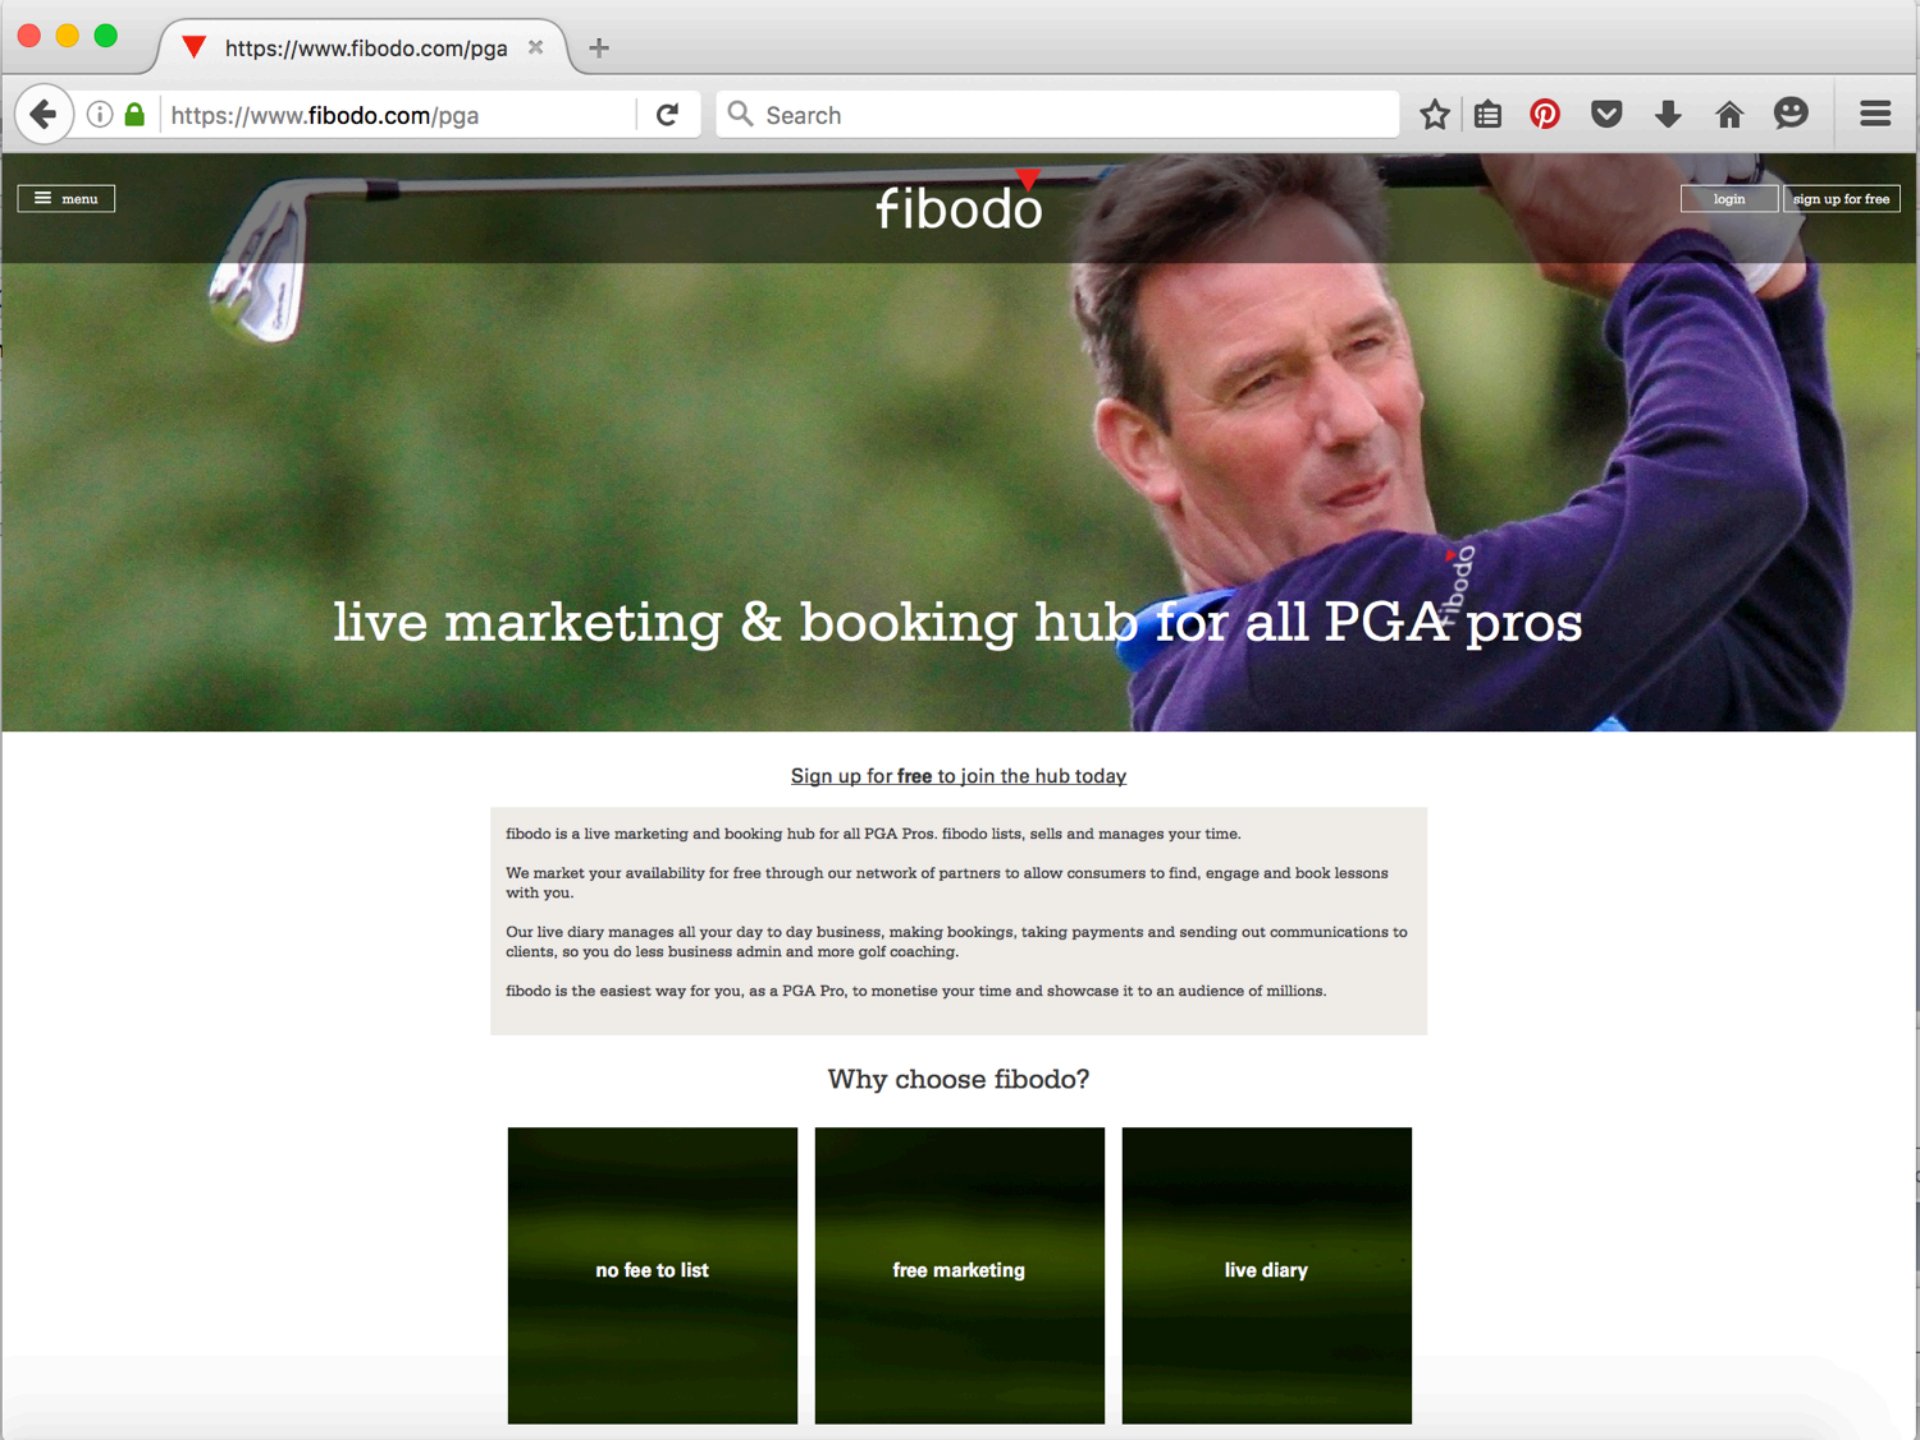 https://www.fibodo.com/pga
https://www.fibodo.com/pga
Search
menu
fibodo
login
sign up for free
fibodo
live marketing & booking hub for all PGA pros
Sign up for free to join the hub today
fibodo is a live marketing and booking hub for all PGA Pros. fibodo lists, sells and manages your time.
We market your availability for free through our network of partners to allow consumers to find, engage and book lessons
with you.
Our live diary manages all your day to day business, making bookings, taking payments and sending out communications to
clients, so you do less business admin and more golf coaching.
fibodo is the easiest way for you, as a PGA Pro, to monetise your time and showcase it to an audience of millions.
Why choose fibodo?
no fee to list
free marketing
live diary